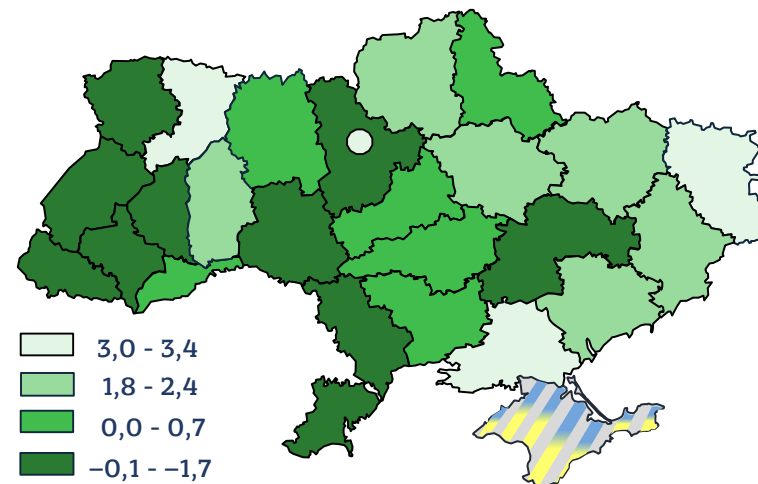 3,0 - 3,4
1,8 - 2,4
0,0 - 0,7
–0,1 - –1,7